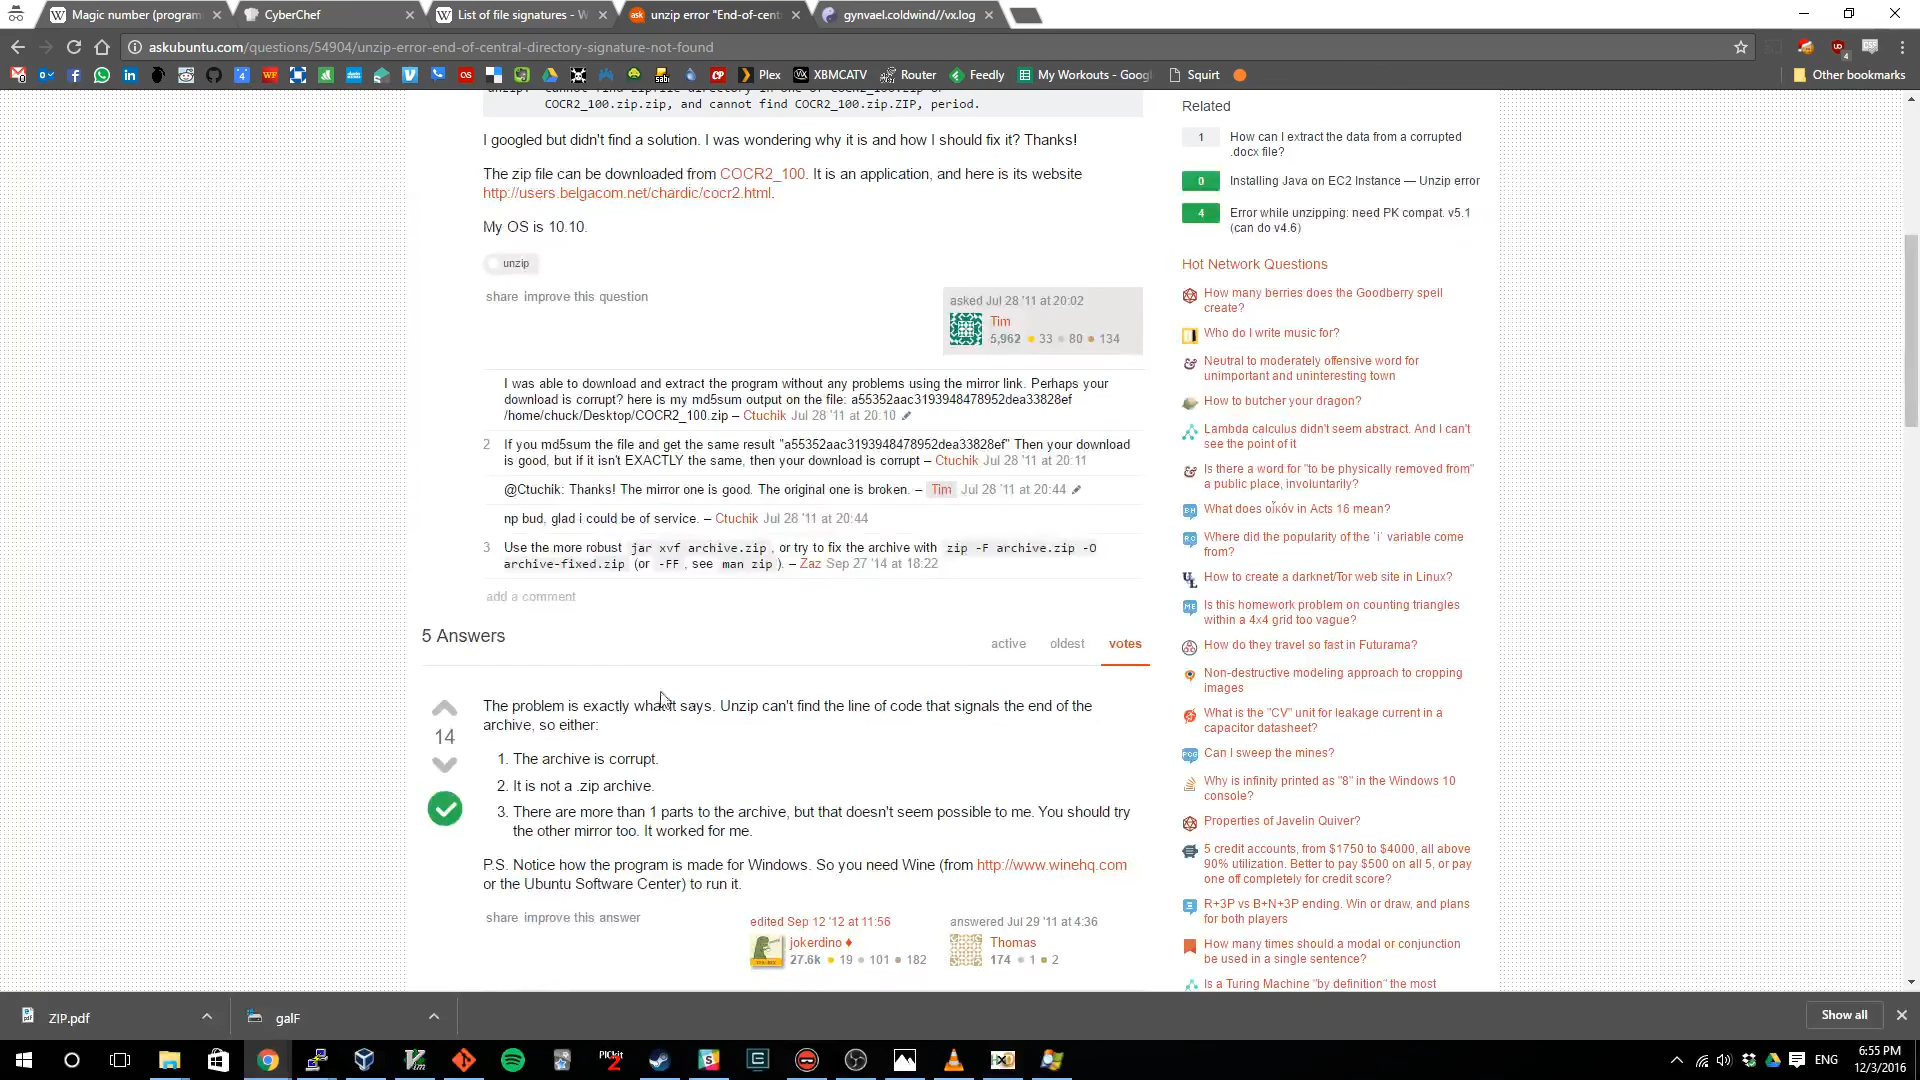 Magic number (program
CyberChef
List of file signatures - W
unzip error "End-of-cent
gynvael.coldwind//vx.log
askubuntu.com/questions/54904/unzip-error-end-of-central-directory-signature-not-found
Plex
XBMCATV
Router
Feedly
My Workouts - Googl
Squirt
Other bookmarks
COCR2_100.zip.zip, and cannot find COCR2_100.zip.ZIP, period.
I googled but didn't find a solution. I was wondering why it is and how I should fix it? Thanks!
The zip file can be downloaded from COCR2_100. It is an application, and here is its website
http://users.belgacom.net/chardic/cocr2.html.
My OS is 10.10.
unzip
share improve this question
asked Jul 28 '11 at 20:02
Tim
5,962 33 80 134
I was able to download and extract the program without any problems using the mirror link. Perhaps your
download is corrupt? here is my md5sum output on the file: a55352aac3193948478952dea33828ef
/home/chuck/Desktop/COCR2_100.zip – Ctuchik Jul 28 '11 at 20:10
2 If you md5sum the file and get the same result "a55352aac3193948478952dea33828ef" Then your download
is good, but if it isn't EXACTLY the same, then your download is corrupt – Ctuchik Jul 28 '11 at 20:11
@Ctuchik: Thanks! The mirror one is good. The original one is broken. – Tim Jul 28 '11 at 20:44
np bud, glad i could be of service. – Ctuchik Jul 28 '11 at 20:44
3 Use the more robust jar xvf archive.zip, or try to fix the archive with zip -F archive.zip -O
archive-fixed.zip (or -FF, see man zip). – Zaz Sep 27 '14 at 18:22
add a comment
5 Answers
active oldest votes
The problem is exactly what it says. Unzip can't find the line of code that signals the end of the
archive, so either:
14
1. The archive is corrupt.
2. It is not a .zip archive.
3. There are more than 1 parts to the archive, but that doesn't seem possible to me. You should try
the other mirror too. It worked for me.
P.S. Notice how the program is made for Windows. So you need Wine (from http://www.winehq.com
or the Ubuntu Software Center) to run it.
share improve this answer
edited Sep 12 '12 at 11:56
jokerdino ♦
27.6k 19 101 182
answered Jul 29 '11 at 4:36
Thomas
174 1 2
Related
1 How can I extract the data from a corrupted
.docx file?
0 Installing Java on EC2 Instance — Unzip error
4 Error while unzipping: need PK compat. v5.1
(can do v4.6)
Hot Network Questions
How many berries does the Goodberry spell
create?
Who do I write music for?
Neutral to moderately offensive word for
unimportant and uninteresting town
How to butcher your dragon?
Lambda calculus didn't seem abstract. And I can't
see the point of it
Is there a word for "to be physically removed from"
a public place, involuntarily?
What does οἶκόν in Acts 16 mean?
Where did the popularity of the `i` variable come
from?
How to create a darknet/Tor web site in Linux?
Is this homework problem on counting triangles
within a 4x4 grid too vague?
How do they travel so fast in Futurama?
Non-destructive modeling approach to cropping
images
What is the "CV" unit for leakage current in a
capacitor datasheet?
Can I sweep the mines?
Why is infinity printed as "8" in the Windows 10
console?
Properties of Javelin Quiver?
5 credit accounts, from $1750 to $4000, all above
90% utilization. Better to pay $500 on all 5, or pay
one off completely for credit score?
R+3P vs B+N+3P ending. Win or draw, and plans
for both players
How many times should a modal or conjunction
be used in a single sentence?
Is a Turing Machine "by definition" the most
ZIP.pdf
galF
Show all
ENG
6:55 PM
12/3/2016